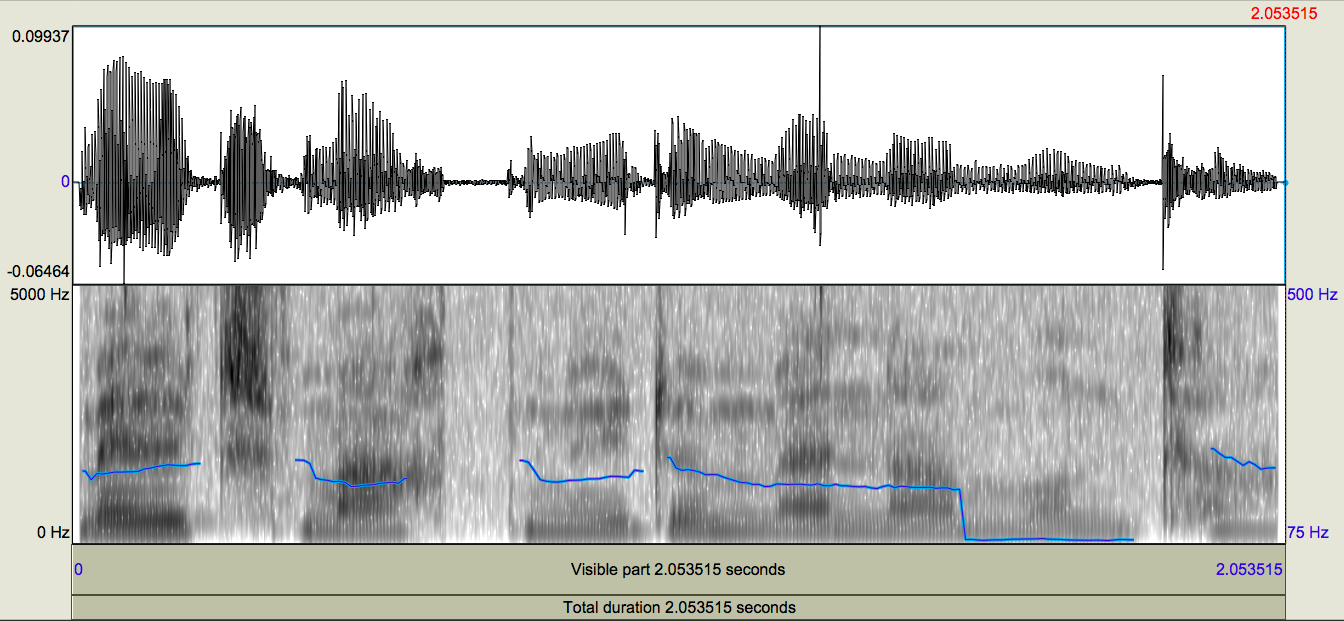 2.053515
0.09937
0
-0.06464
5000 Hz
500 Hz
0 Hz
75 Hz
0
Visible part 2.053515 seconds
2.053515
Total duration 2.053515 seconds